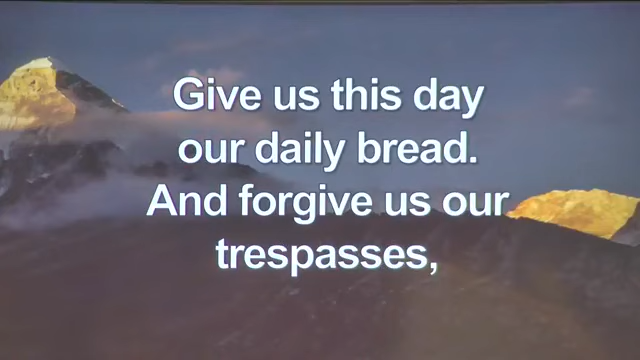 Give us this day
our daily bread.
And forgive us our
trespasses,